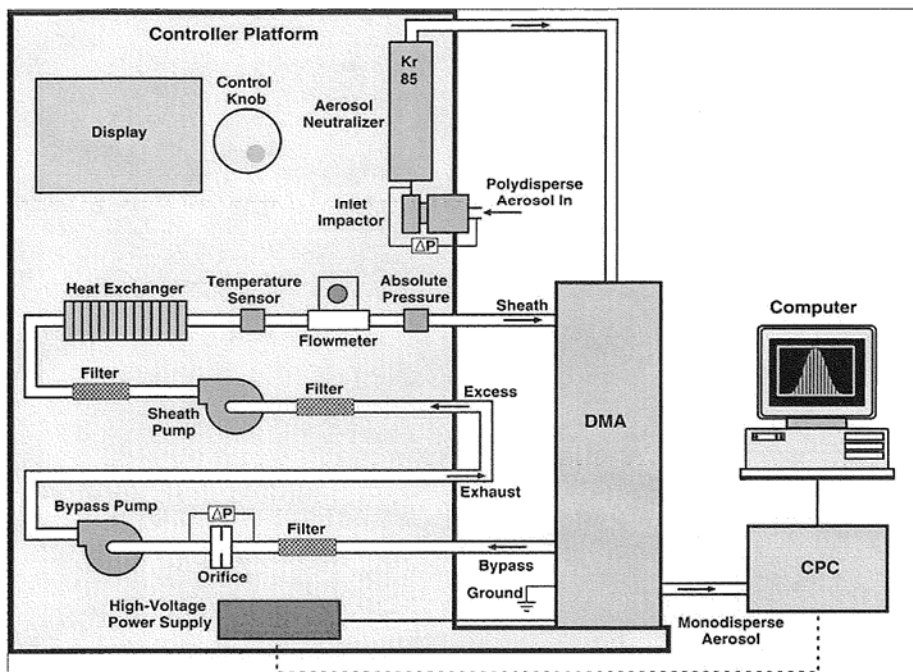 Controller Platform
Kr
85
Control
Knob
Display
Aerosol
Neutralizer
Polydisperse
Aerosol In
Inlet
Impactor
ΔP
Heat Exchanger
Temperature
Sensor
Absolute
Pressure
Sheath
Flowmeter
Computer
Filter
Sheath
Pump
Filter
Excess
DMA
Exhaust
Bypass Pump
ΔP
Filter
Orifice
Bypass
Ground
CPC
High-Voltage
Power Supply
Monodisperse
Aerosol